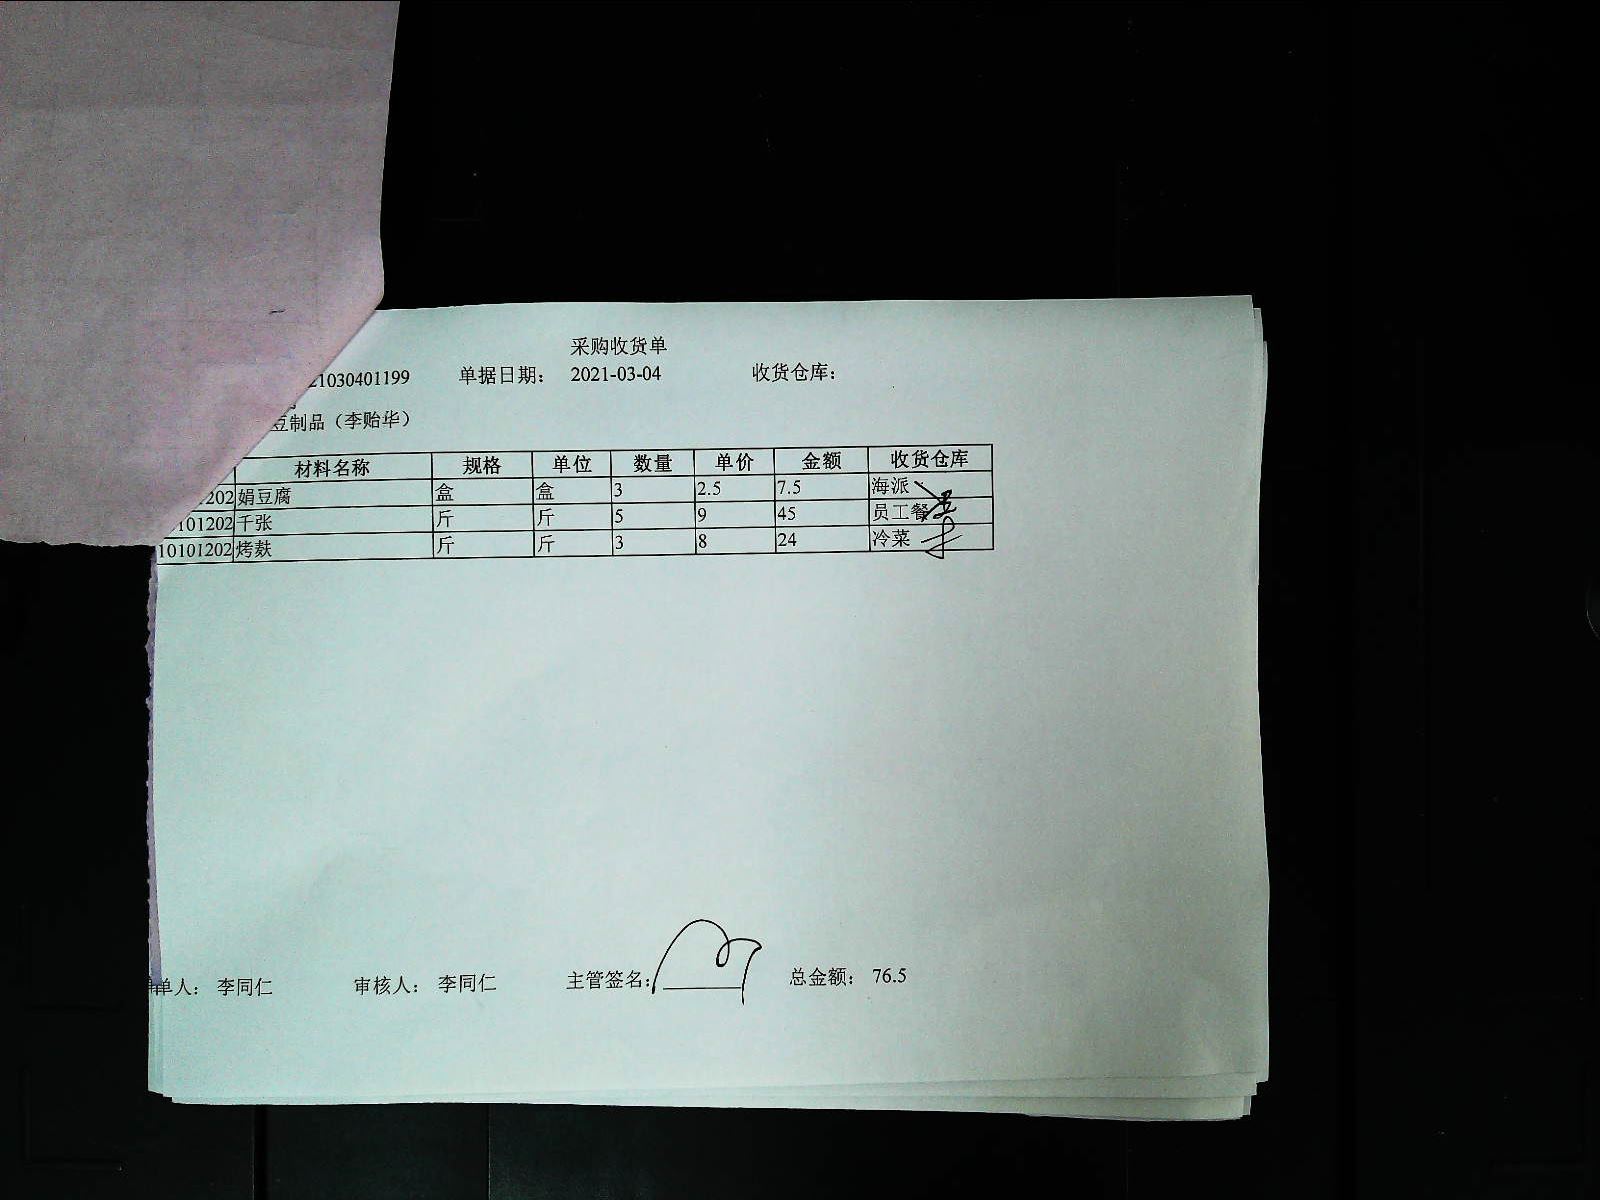 采购收货单
21030401199 单据日期： 2021-03-04 收货仓库：
豆制品（李贻华）
材料名称 规格 单位 数量 单价 金额 收货仓库
1202 娟豆腐 盒 盒 3 2.5 7.5 海派
0101202 千张 斤 斤 5 9 45 员工餐
10101202 烤麸 斤 斤 3 8 24 冷菜
单人： 李同仁 审核人： 李同仁 主管签名： 总金额： 76.5